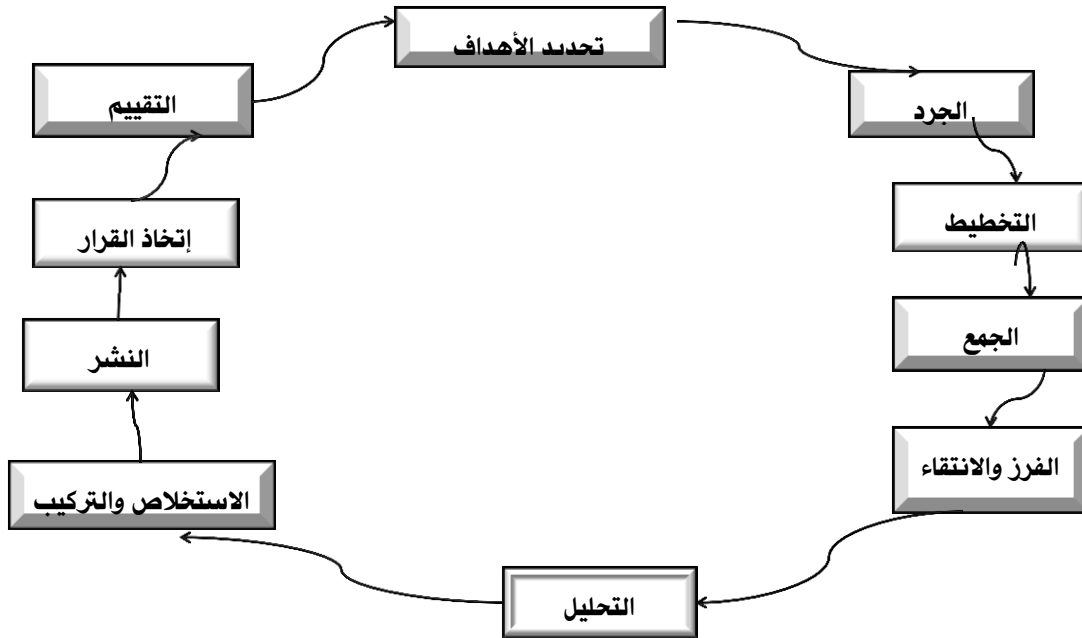 تحديد الأهداف
الجرد
التخطيط
الجمع
الفرز والانتقاء
التحليل
الاستخلاص والتركيب
النشر
إتخاذ القرار
التقييم